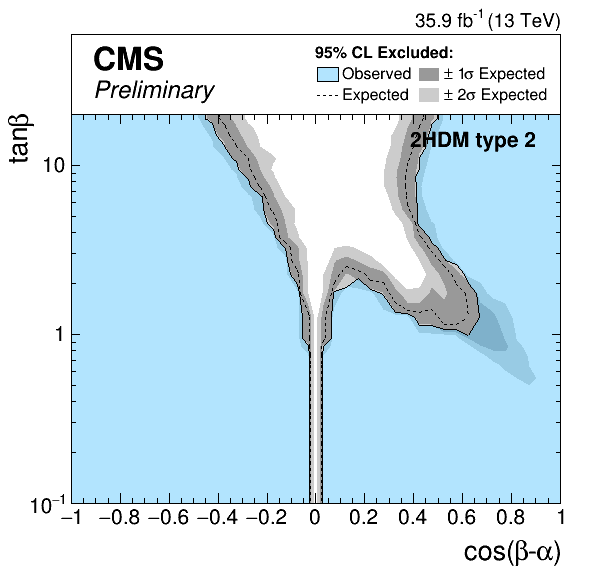 35.9 fb⁻¹ (13 TeV)
CMS
Preliminary
95% CL Excluded:
Observed ± 1σ Expected
Expected ± 2σ Expected
2HDM type 2
tanβ
10
1
10⁻¹
−1 −0.8 −0.6 −0.4 −0.2 0 0.2 0.4 0.6 0.8 1
cos(β-α)